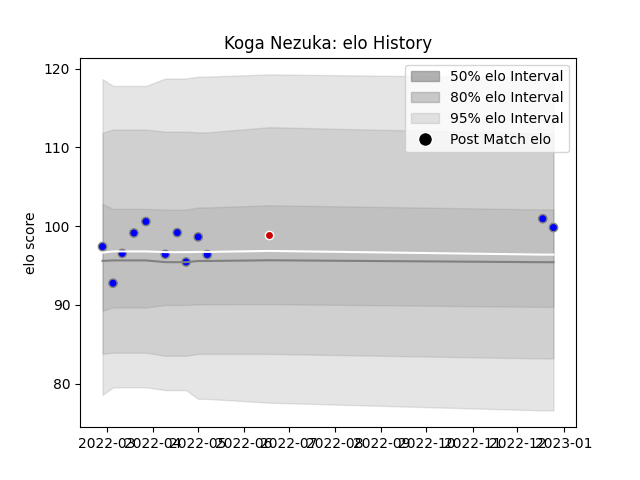 Koga Nezuka: elo History
120
110
100
90
80
elo score
50% elo Interval
80% elo Interval
95% elo Interval
Post Match elo
2022-03 2022-04 2022-05 2022-06 2022-07 2022-08 2022-09 2022-10 2022-11 2022-12 2023-01